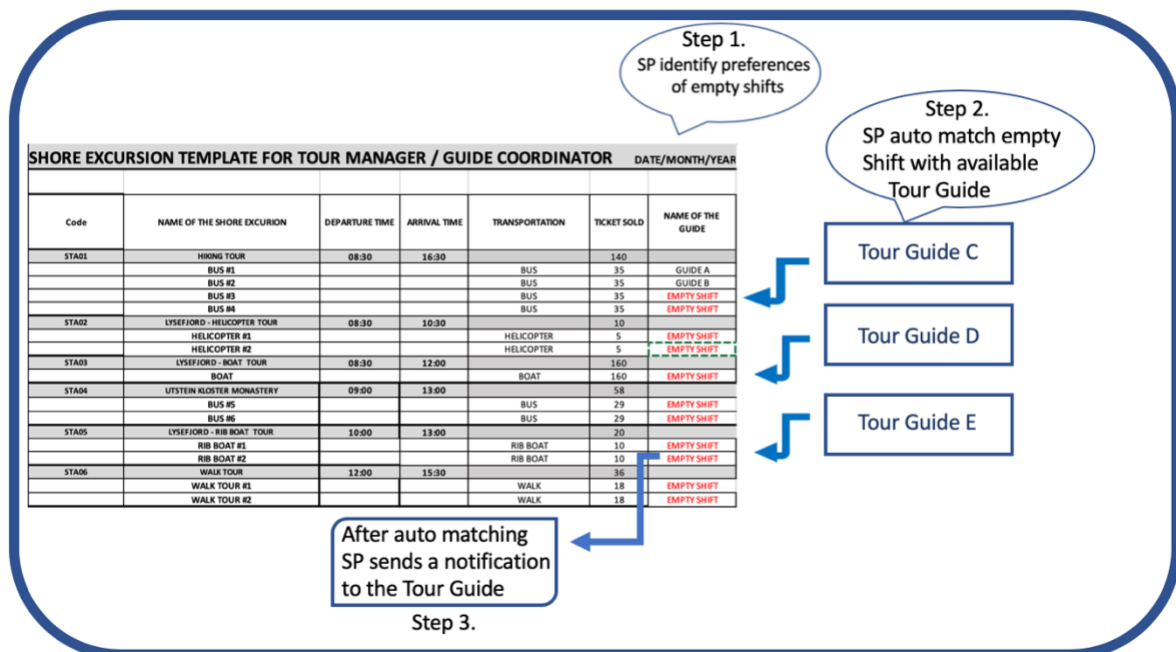 Step 1.
SP identify preferences
of empty shifts
Step 2.
SP auto match empty
Shift with available
Tour Guide
SHORE EXCURSION TEMPLATE FOR TOUR MANAGER / GUIDE COORDINATOR DATE/MONTH/YEAR
Code NAME OF THE SHORE EXCURION DEPARTURE TIME ARRIVAL TIME TRANSPORTATION TICKET SOLD NAME OF THE GUIDE
STA01 HIKING TOUR 08:30 16:30 140
BUS #1 BUS 35 GUIDE A
BUS #2 BUS 35 GUIDE B
BUS #3 BUS 35 EMPTY SHIFT
BUS #4 BUS 35 EMPTY SHIFT
STA02 LYSEFJORD - HELICOPTER TOUR 08:30 10:30 10
HELICOPTER #1 HELICOPTER 5 EMPTY SHIFT
HELICOPTER #2 HELICOPTER 5 EMPTY SHIFT
STA03 LYSEFJORD - BOAT TOUR 08:30 12:00 160
BOAT BOAT 160 EMPTY SHIFT
STA04 UTSTEIN KLOSTER MONASTERY 09:00 13:00 58
BUS #5 BUS 29 EMPTY SHIFT
BUS #6 BUS 29 EMPTY SHIFT
STA05 LYSEFJORD - RIB BOAT TOUR 10:00 13:00 20
RIB BOAT #1 RIB BOAT 10 EMPTY SHIFT
RIB BOAT #2 RIB BOAT 10 EMPTY SHIFT
STA06 WALK TOUR 12:00 15:30 36
WALK TOUR #1 WALK 18 EMPTY SHIFT
WALK TOUR #2 WALK 18 EMPTY SHIFT
Tour Guide C
Tour Guide D
Tour Guide E
After auto matching
SP sends a notification
to the Tour Guide
Step 3.